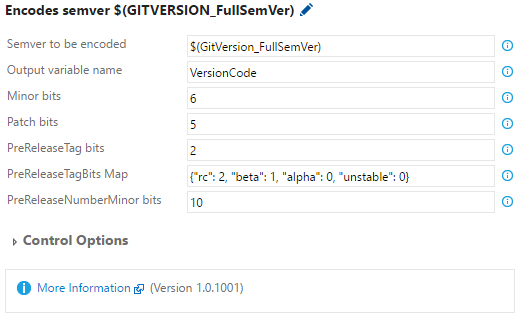 Encodes semver $(GITVERSION_FullSemVer)
Semver to be encoded $(GitVersion_FullSemVer)
Output variable name VersionCode
Minor bits 6
Patch bits 5
PreReleaseTag bits 2
PreReleaseTagBits Map {"rc": 2, "beta": 1, "alpha": 0, "unstable": 0}
PreReleaseNumberMinor bits 10
Control Options
More Information (Version 1.0.1001)